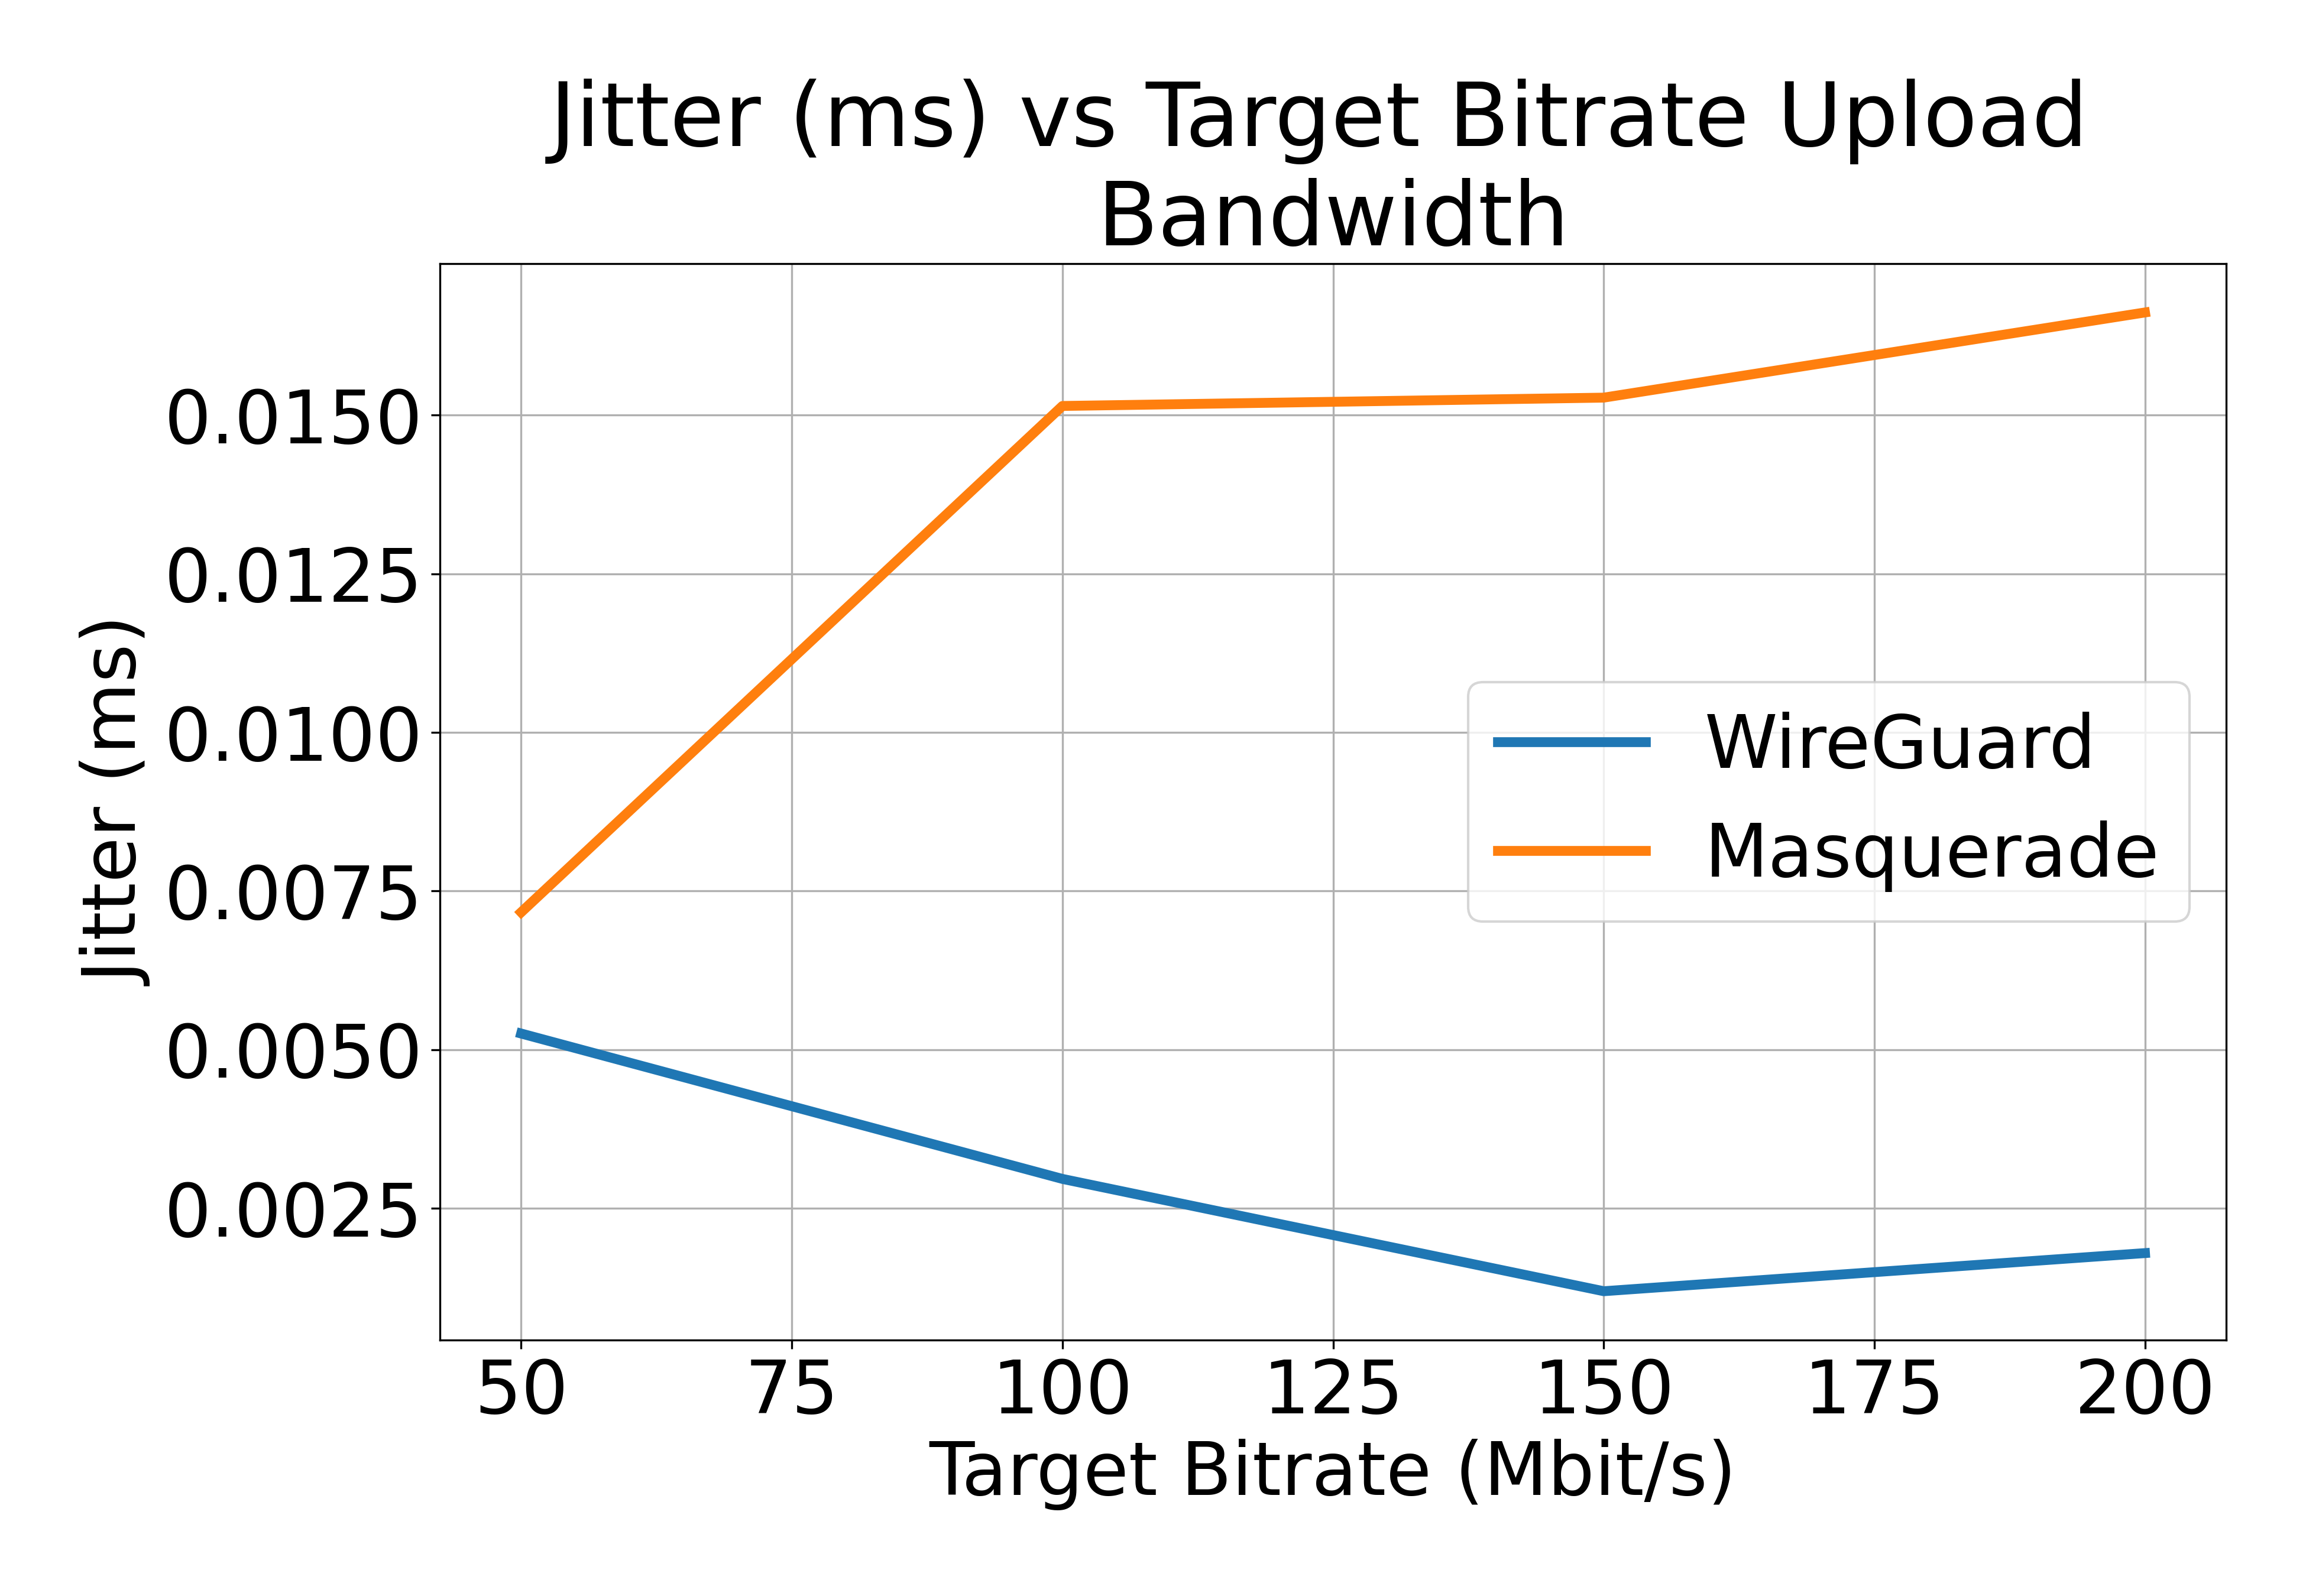 Jitter (ms) vs Target Bitrate Upload
Bandwidth
Jitter (ms)
0.0150
0.0125
0.0100
0.0075
0.0050
0.0025
WireGuard
Masquerade
50 75 100 125 150 175 200
Target Bitrate (Mbit/s)